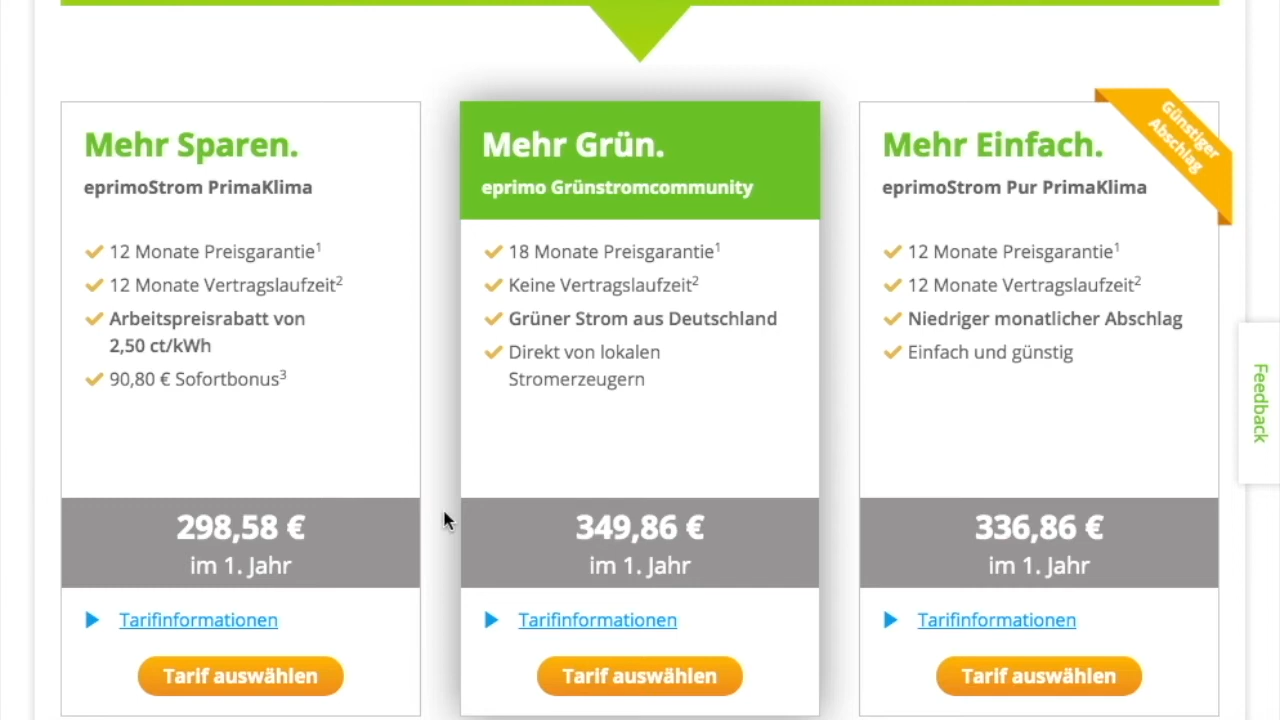 Mehr Sparen.
eprimoStrom PrimaKlima
12 Monate Preisgarantie¹
12 Monate Vertragslaufzeit²
Arbeitspreisrabatt von
2,50 ct/kWh
90,80 € Sofortbonus³
298,58 €
im 1. Jahr
Tarifinformationen
Tarif auswählen
Mehr Grün.
eprimo Grünstromcommunity
18 Monate Preisgarantie¹
Keine Vertragslaufzeit²
Grüner Strom aus Deutschland
Direkt von lokalen
Stromerzeugern
349,86 €
im 1. Jahr
Tarifinformationen
Tarif auswählen
Günstiger
Abschlag
Mehr Einfach.
eprimoStrom Pur PrimaKlima
12 Monate Preisgarantie¹
12 Monate Vertragslaufzeit²
Niedriger monatlicher Abschlag
Einfach und günstig
336,86 €
im 1. Jahr
Tarifinformationen
Tarif auswählen
Feedback